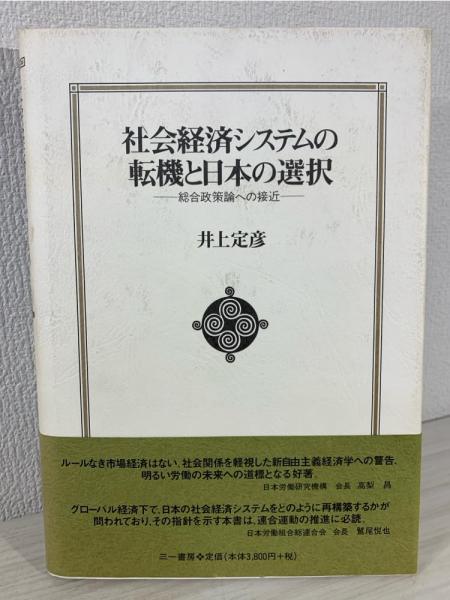 社会経済システムの
転機と日本の選択
――総合政策論への接近――
井上定彦
ルールなき市場経済はない、社会関係を軽視した新自由主義経済学への警告、
明るい労働の未来への道標となる好著。
日本労働研究機構 会長 高梨 昌
グローバル経済下で、日本の社会経済システムをどのように再構築するかが
問われており、その指針を示す本書は、連合運動の推進に必読。
日本労働組合総連合会 会長 鷲尾悦也
三一書房❖定価(本体3,800円+税)